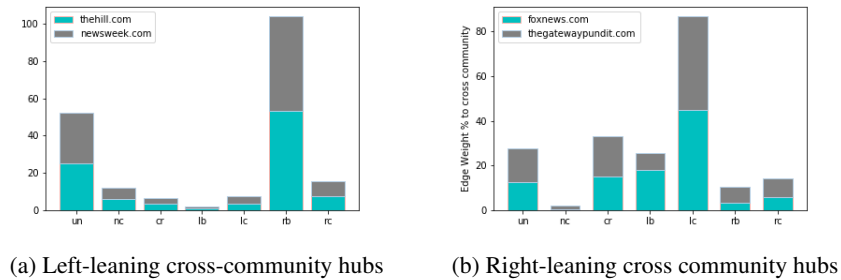 thehill.com
newsweek.com
100
80
60
40
20
0
un nc cr lb lc rb rc
(a) Left-leaning cross-community hubs
foxnews.com
thegatewaypundit.com
Edge Weight % to cross community
80
60
40
20
0
un nc cr lb lc rb rc
(b) Right-leaning cross community hubs